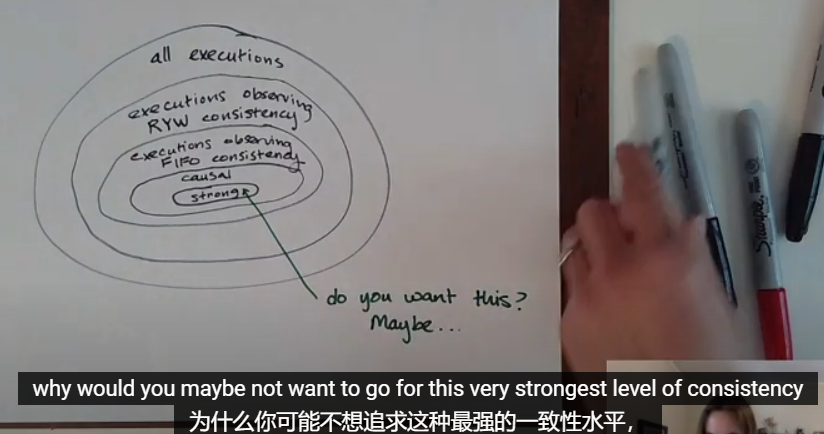 all executions
executions observing
RYW consistency
executions observing
FIFO consistency
causal
strong
do you want this?
Maybe...
Sharpie
why would you maybe not want to go for this very strongest level of consistency
为什么你可能不想追求这种最强的一致性水平，